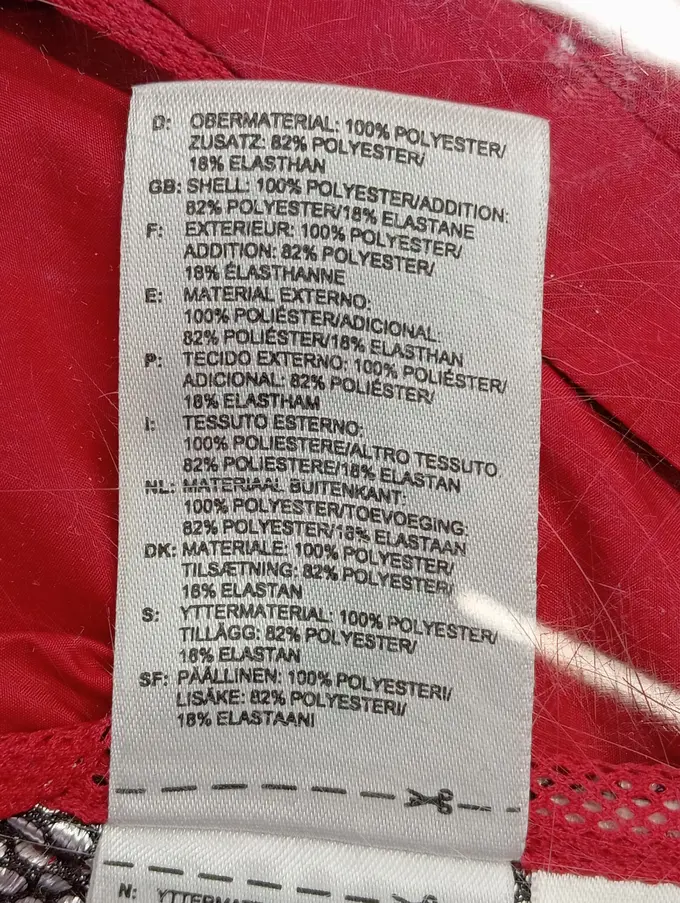 D: OBERMATERIAL: 100% POLYESTER/
ZUSATZ: 82% POLYESTER/
18% ELASTHAN
GB: SHELL: 100% POLYESTER/ADDITION:
82% POLYESTER/18% ELASTANE
F: EXTERIEUR: 100% POLYESTER/
ADDITION: 82% POLYESTER/
18% ÉLASTHANNE
E: MATERIAL EXTERNO:
100% POLIÉSTER/ADICIONAL:
82% POLIÉSTER/18% ELASTHAN
P: TECIDO EXTERNO: 100% POLIÉSTER/
ADICIONAL: 82% POLIÉSTER/
18% ELASTHAM
I: TESSUTO ESTERNO:
100% POLIESTERE/ALTRO TESSUTO
82% POLIESTERE/18% ELASTAN
NL: MATERIAAL BUITENKANT:
100% POLYESTER/TOEVOEGING:
82% POLYESTER/18% ELASTAAN
DK: MATERIALE: 100% POLYESTER/
TILSÆTNING: 82% POLYESTER/
18% ELASTAN
S: YTTERMATERIAL: 100% POLYESTER/
TILLÄGG: 82% POLYESTER/
18% ELASTAN
SF: PÄÄLLINEN: 100% POLYESTERI/
LISÄKE: 82% POLYESTERI/
18% ELASTAANI
N: